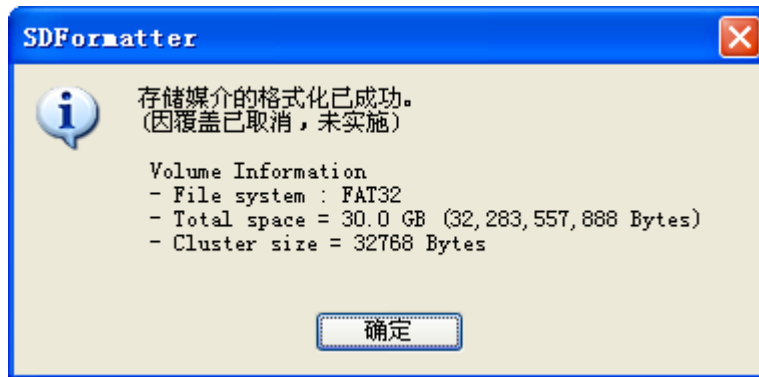 SDFormatter
存储媒介的格式化已成功。
(因覆盖已取消，未实施)
Volume Information
- File system : FAT32
- Total space = 30.0 GB (32,283,557,888 Bytes)
- Cluster size = 32768 Bytes
确定